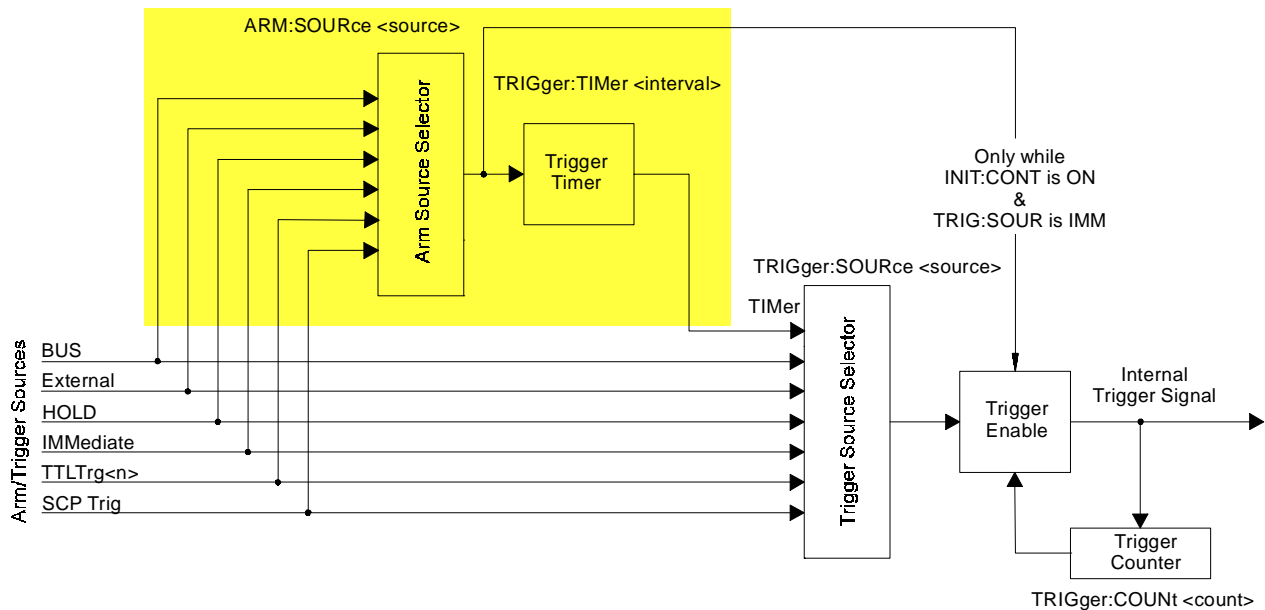 ARM:SOURce <source>
Arm Source Selector
TRIGger:TIMer <interval>
Trigger
Timer
Only while
INIT:CONT is ON
&
TRIG:SOUR is IMM
TRIGger:SOURce <source>
TIMer
Arm/Trigger Sources
BUS
External
HOLD
IMMediate
TTLTrg<n>
SCP Trig
Trigger Source Selector
Trigger
Enable
Internal
Trigger Signal
Trigger
Counter
TRIGger:COUNt <count>